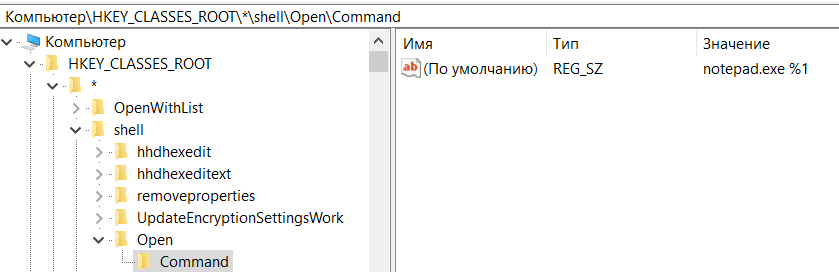 Компьютер\HKEY_CLASSES_ROOT\*\shell\Open\Command
Компьютер
HKEY_CLASSES_ROOT
*
OpenWithList
shell
hhdhexedit
hhdhexeditext
removeproperties
UpdateEncryptionSettingsWork
Open
Command
Имя Тип Значение
ab (По умолчанию) REG_SZ notepad.exe %1